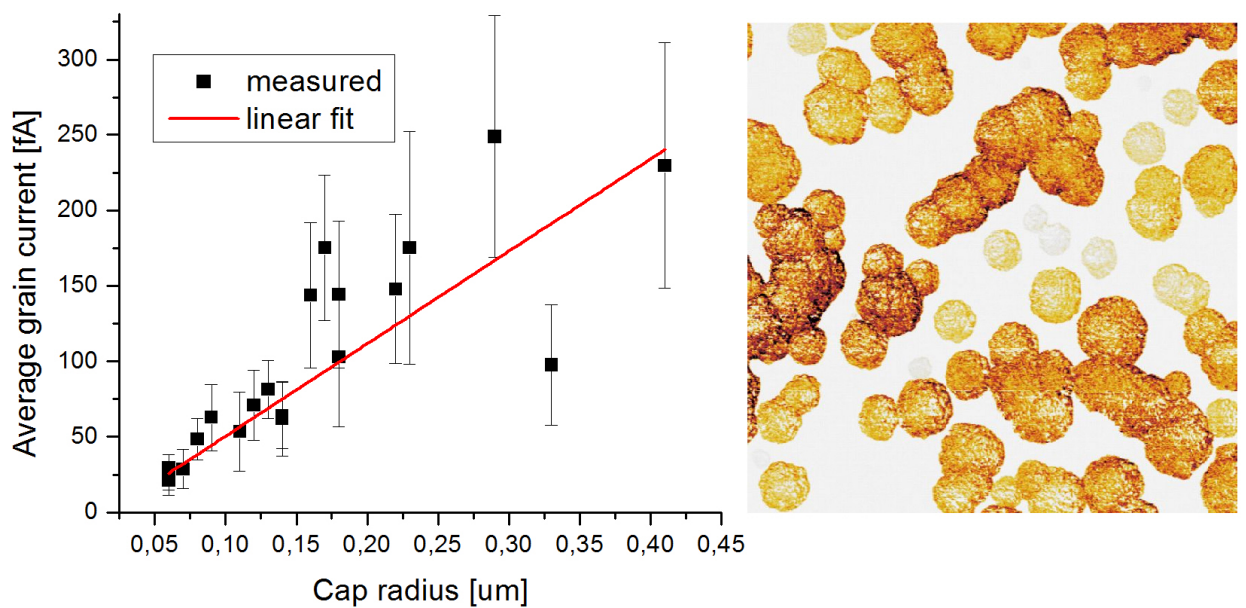 Average grain current [fA]
300
250
200
150
100
50
0
measured
linear fit
0,05 0,10 0,15 0,20 0,25 0,30 0,35 0,40 0,45
Cap radius [um]